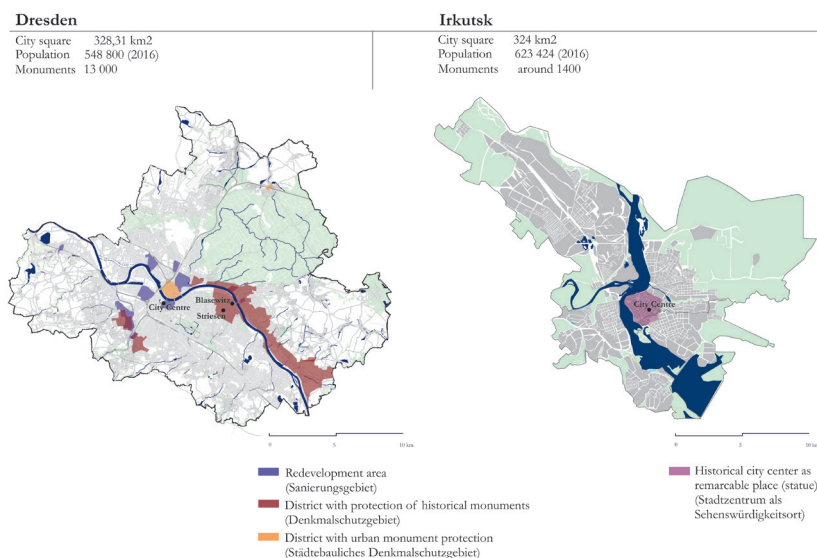 Dresden
City square 328,31 km2
Population 548 800 (2016)
Monuments 13 000
Irkutsk
City square 324 km2
Population 623 424 (2016)
Monuments around 1400
Blasewitz
City Centre
Striesen
City Centre
0 5 10 km
0 5 10 km
Redevelopment area
(Sanierungsgebiet)
District with protection of historical monuments
(Denkmalschutzgebiet)
District with urban monument protection
(Städtebauliches Denkmalschutzgebiet)
Historical city center as
remarcable place (statue)
(Stadtzentrum als
Sehenswürdigkeitsort)